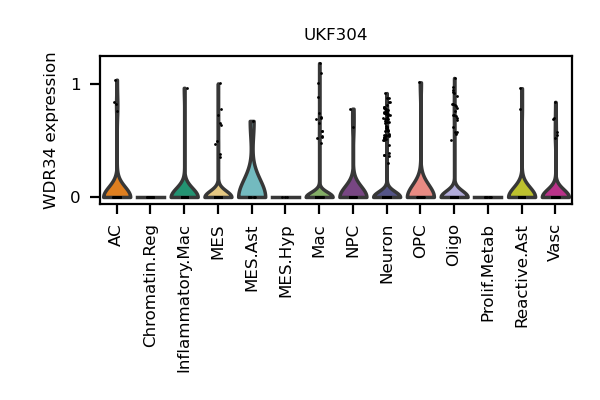 UKF304
WDR34 expression
1
0
AC
Chromatin.Reg
Inflammatory.Mac
MES
MES.Ast
MES.Hyp
Mac
NPC
Neuron
OPC
Oligo
Prolif.Metab
Reactive.Ast
Vasc